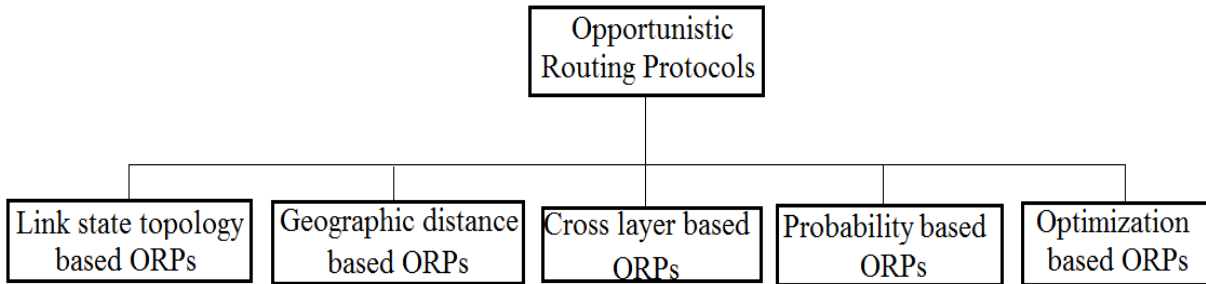 Opportunistic
Routing Protocols
Link state topology
based ORPs
Geographic distance
based ORPs
Cross layer based
ORPs
Probability based
ORPs
Optimization
based ORPs